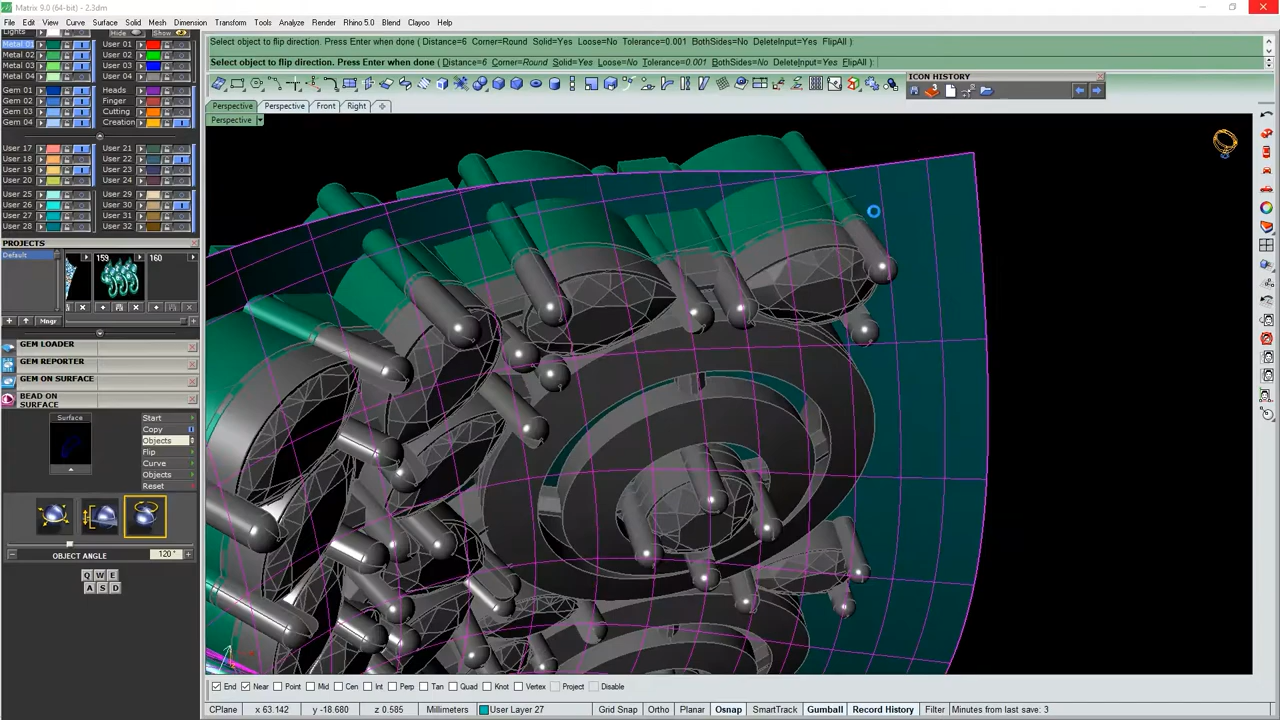 Matrix 9.0 (64-bit) - 2.3dm
File Edit View Curve Surface Solid Mesh Dimension Transform Tools Analyze Render Rhino 5.0 Blend Clayoo Help
Lights Hide Show
Metal 01 User 01
Metal 02 User 02
Metal 03 User 03
Metal 04 User 04
Gem 01 Heads
Gem 02 Finger
Gem 03 Cutting
Gem 04 Creation
User 17 User 21
User 18 User 22
User 19 User 23
User 20 User 24
User 25 User 29
User 26 User 30
User 27 User 31
User 28 User 32
PROJECTS
Default
159 160
Mngr
GEM LOADER
GEM REPORTER
GEM ON SURFACE
BEAD ON
SURFACE
Surface
Start
Copy
Objects
Flip
Curve
Objects
Reset
OBJECT ANGLE 120°
Q W E
A S D
Select object to flip direction. Press Enter when done ( Distance=6 Corner=Round Solid=Yes Loose=No Tolerance=0.001 BothSides=No DeleteInput=Yes FlipAll )
Select object to flip direction. Press Enter when done ( Distance=6 Corner=Round Solid=Yes Loose=No Tolerance=0.001 BothSides=No DeleteInput=Yes FlipAll ):
ICON HISTORY
Perspective Perspective Front Right
Perspective
End Near Point Mid Cen Int Perp Tan Quad Knot Vertex Project Disable
CPlane x 63.142 y -18.680 z 0.585 Millimeters User Layer 27 Grid Snap Ortho Planar Osnap SmartTrack Gumball Record History Filter Minutes from last save: 3